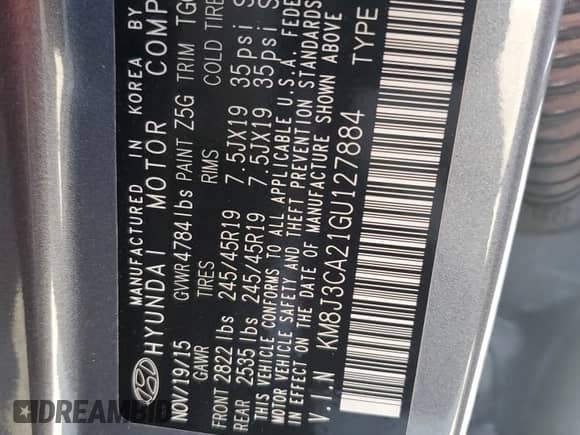 MANUFACTURED IN KOREA BY
HYUNDAI MOTOR COMP
NOV/19/15 GVWR 4784 lbs PAINT Z5G TRIM
GAWR TIRES RIMS COLD TIRE
FRONT 2822 lbs 245/45R19 7.5JX19 35psi
REAR 2535 lbs 245/45R19 7.5JX19 35psi
THIS VEHICLE CONFORMS TO ALL APPLICABLE U.S.A. FEDE
MOTOR VEHICLE SAFETY AND THEFT PREVENTION STANDARDS
IN EFFECT ON THE DATE OF MANUFACTURE SHOWN ABOVE
V.I.N KM8J3CA21GU127884 TYPE
DREAMBID